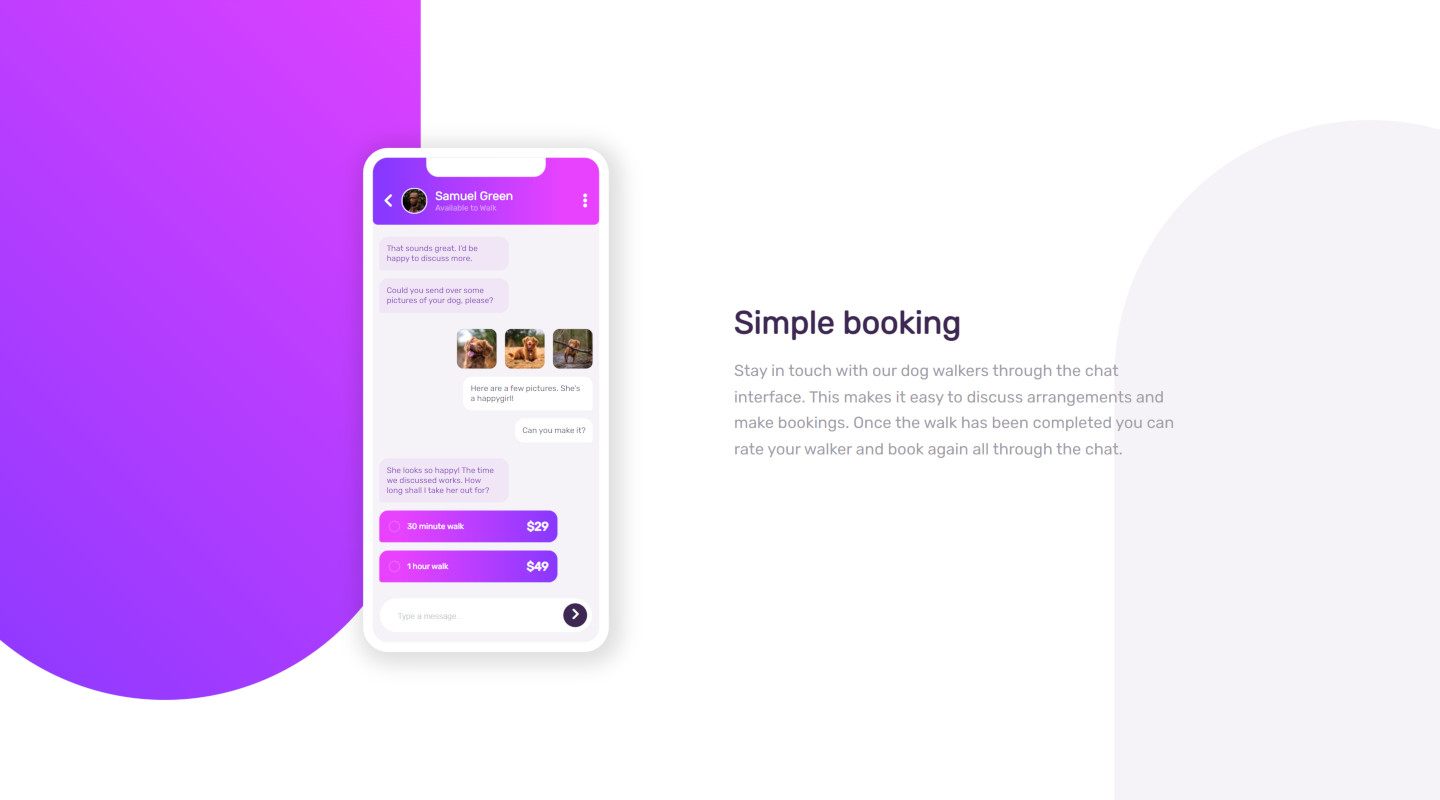 Samuel Green
Available to Walk
That sounds great. I'd be
happy to discuss more.
Could you send over some
pictures of your dog, please?
Here are a few pictures. She's
a happygirl!
Can you make it?
She looks so happy! The time
we discussed works. How
long shall I take her out for?
30 minute walk $29
1 hour walk $49
Type a message...
Simple booking
Stay in touch with our dog walkers through the chat
interface. This makes it easy to discuss arrangements and
make bookings. Once the walk has been completed you can
rate your walker and book again all through the chat.